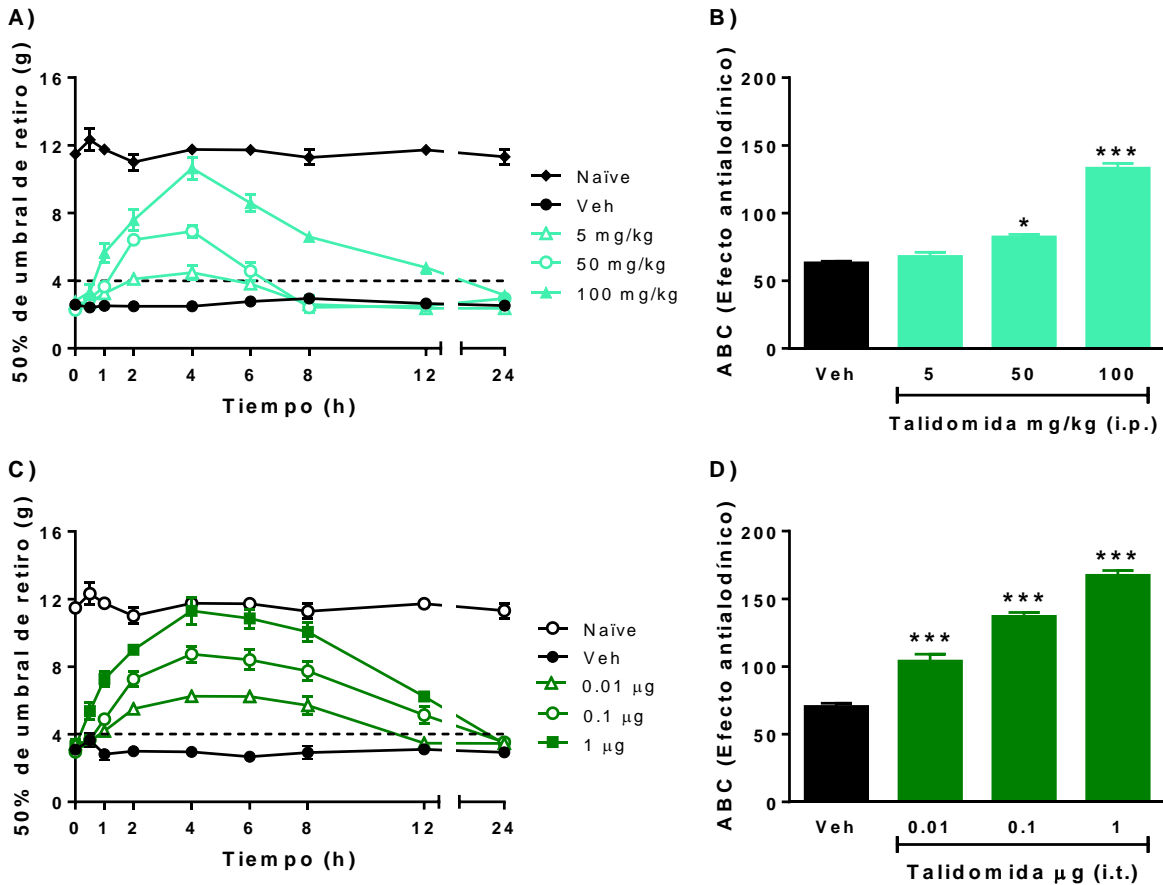 A)
50% de umbral de retiro (g)
16
12
8
4
0
0 1 2 4 6 8 12 24
Tiempo (h)
Naïve
Veh
5 mg/kg
50 mg/kg
100 mg/kg
B)
ABC (Efecto antialodínico)
200
150
100
50
0
*
***
Veh 5 50 100
Talidomida mg/kg (i.p.)
C)
50% de umbral de retiro (g)
16
12
8
4
0
0 1 2 4 6 8 12 24
Tiempo (h)
Naïve
Veh
0.01 µg
0.1 µg
1 µg
D)
ABC (Efecto antialodínico)
200
150
100
50
0
***
***
***
Veh 0.01 0.1 1
Talidomida µg (i.t.)